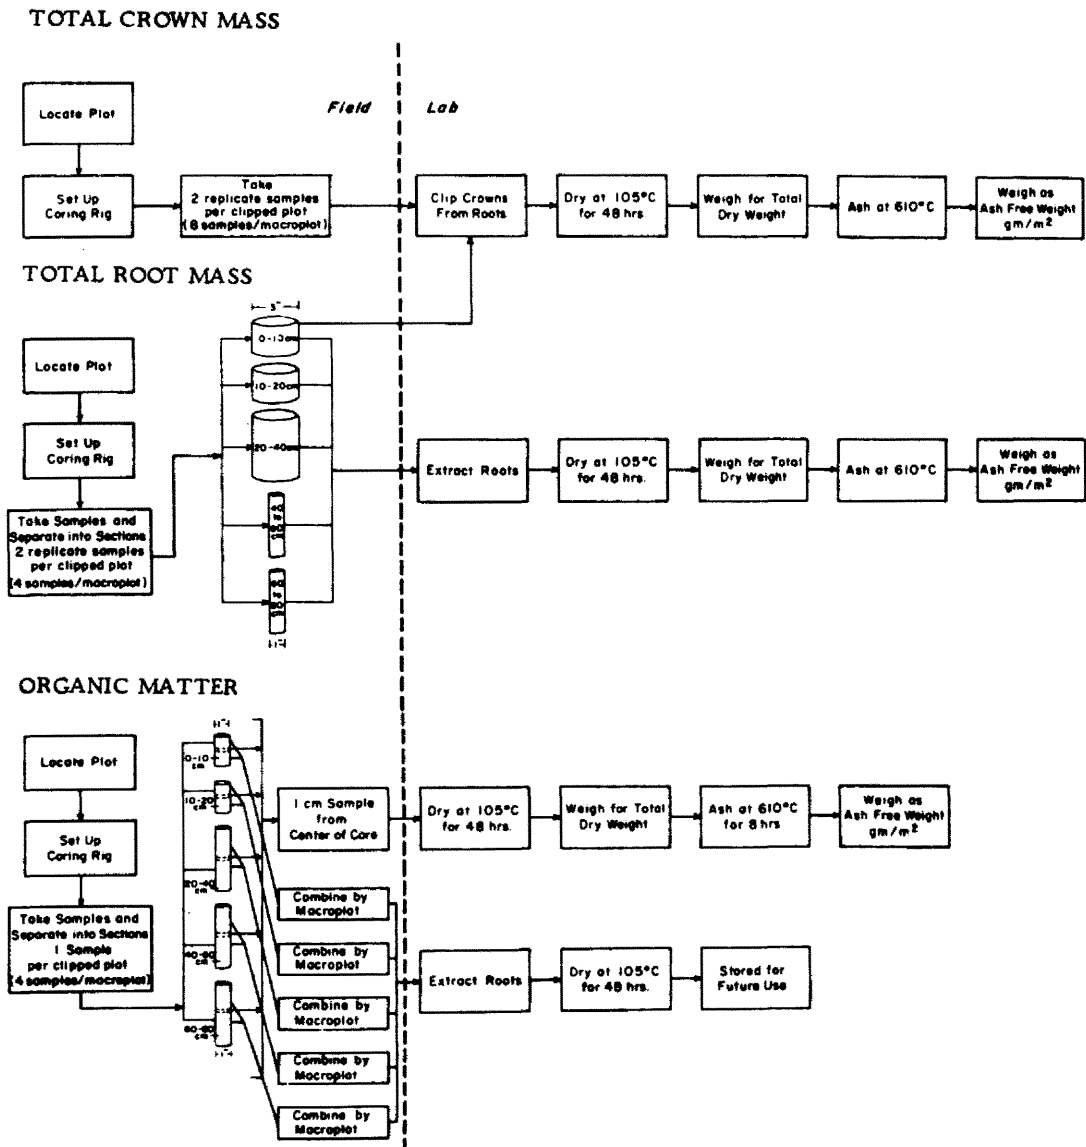 TOTAL CROWN MASS
Field
Lab
Locate Plot
Set Up
Coring Rig
Take
2 replicate samples
per clipped plot
(8 samples/macroplot)
Clip Crowns
From Roots
Dry at 105°C
for 48 hrs.
Weigh for Total
Dry Weight
Ash at 610°C
Weigh as
Ash Free Weight
gm/m²
TOTAL ROOT MASS
Locate Plot
Set Up
Coring Rig
Take Samples and
Separate into Sections
2 replicate samples
per clipped plot
(4 samples/macroplot)
3"
0-10cm
10-20cm
20-40cm
Extract Roots
Dry at 105°C
for 48 hrs.
Weigh for Total
Dry Weight
Ash at 610°C
Weigh as
Ash Free Weight
gm/m²
ORGANIC MATTER
Locate Plot
Set Up
Coring Rig
Take Samples and
Separate into Sections
1 Sample
per clipped plot
(4 samples/macroplot)
0-10
cm
10-20
cm
20-40
cm
cm
cm
1 cm Sample
from
Center of Core
Dry at 105°C
for 48 hrs.
Weigh for Total
Dry Weight
Ash at 610°C
for 8 hrs
Weigh as
Ash Free Weight
gm/m²
Combine by
Macroplot
Combine by
Macroplot
Combine by
Macroplot
Combine by
Macroplot
Combine by
Macroplot
Extract Roots
Dry at 105°C
for 48 hrs.
Stored for
Future Use